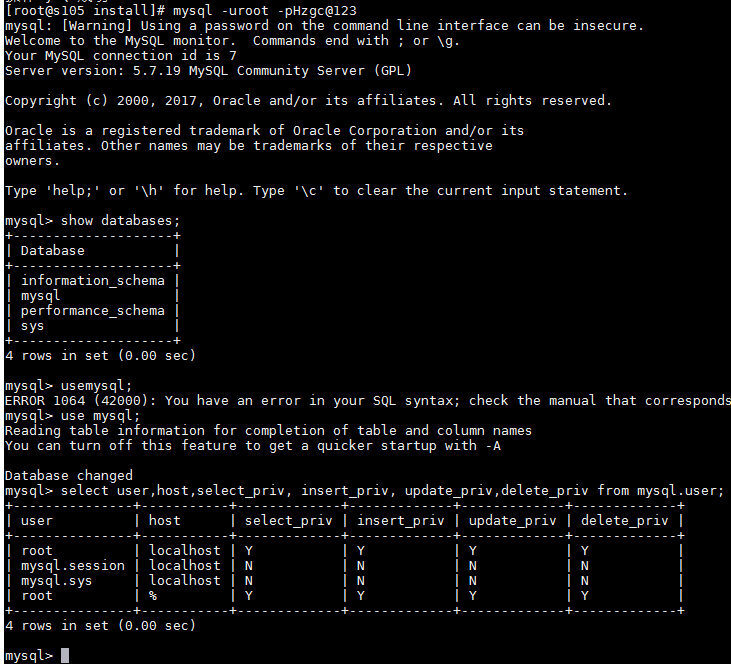 [root@s105 install]# mysql -uroot -pHzgc@123
mysql: [Warning] Using a password on the command line interface can be insecure.
Welcome to the MySQL monitor.  Commands end with ; or \g.
Your MySQL connection id is 7
Server version: 5.7.19 MySQL Community Server (GPL)

Copyright (c) 2000, 2017, Oracle and/or its affiliates. All rights reserved.

Oracle is a registered trademark of Oracle Corporation and/or its
affiliates. Other names may be trademarks of their respective
owners.

Type 'help;' or '\h' for help. Type '\c' to clear the current input statement.

mysql> show databases;
+--------------------+
| Database           |
+--------------------+
| information_schema |
| mysql              |
| performance_schema |
| sys                |
+--------------------+
4 rows in set (0.00 sec)

mysql> usemysql;
ERROR 1064 (42000): You have an error in your SQL syntax; check the manual that corresponds
mysql> use mysql;
Reading table information for completion of table and column names
You can turn off this feature to get a quicker startup with -A

Database changed
mysql> select user,host,select_priv, insert_priv, update_priv,delete_priv from mysql.user;
+---------------+-----------+-------------+-------------+-------------+-------------+
| user          | host      | select_priv | insert_priv | update_priv | delete_priv |
+---------------+-----------+-------------+-------------+-------------+-------------+
| root          | localhost | Y           | Y           | Y           | Y           |
| mysql.session | localhost | N           | N           | N           | N           |
| mysql.sys     | localhost | N           | N           | N           | N           |
| root          | %         | Y           | Y           | Y           | Y           |
+---------------+-----------+-------------+-------------+-------------+-------------+
4 rows in set (0.00 sec)

mysql>